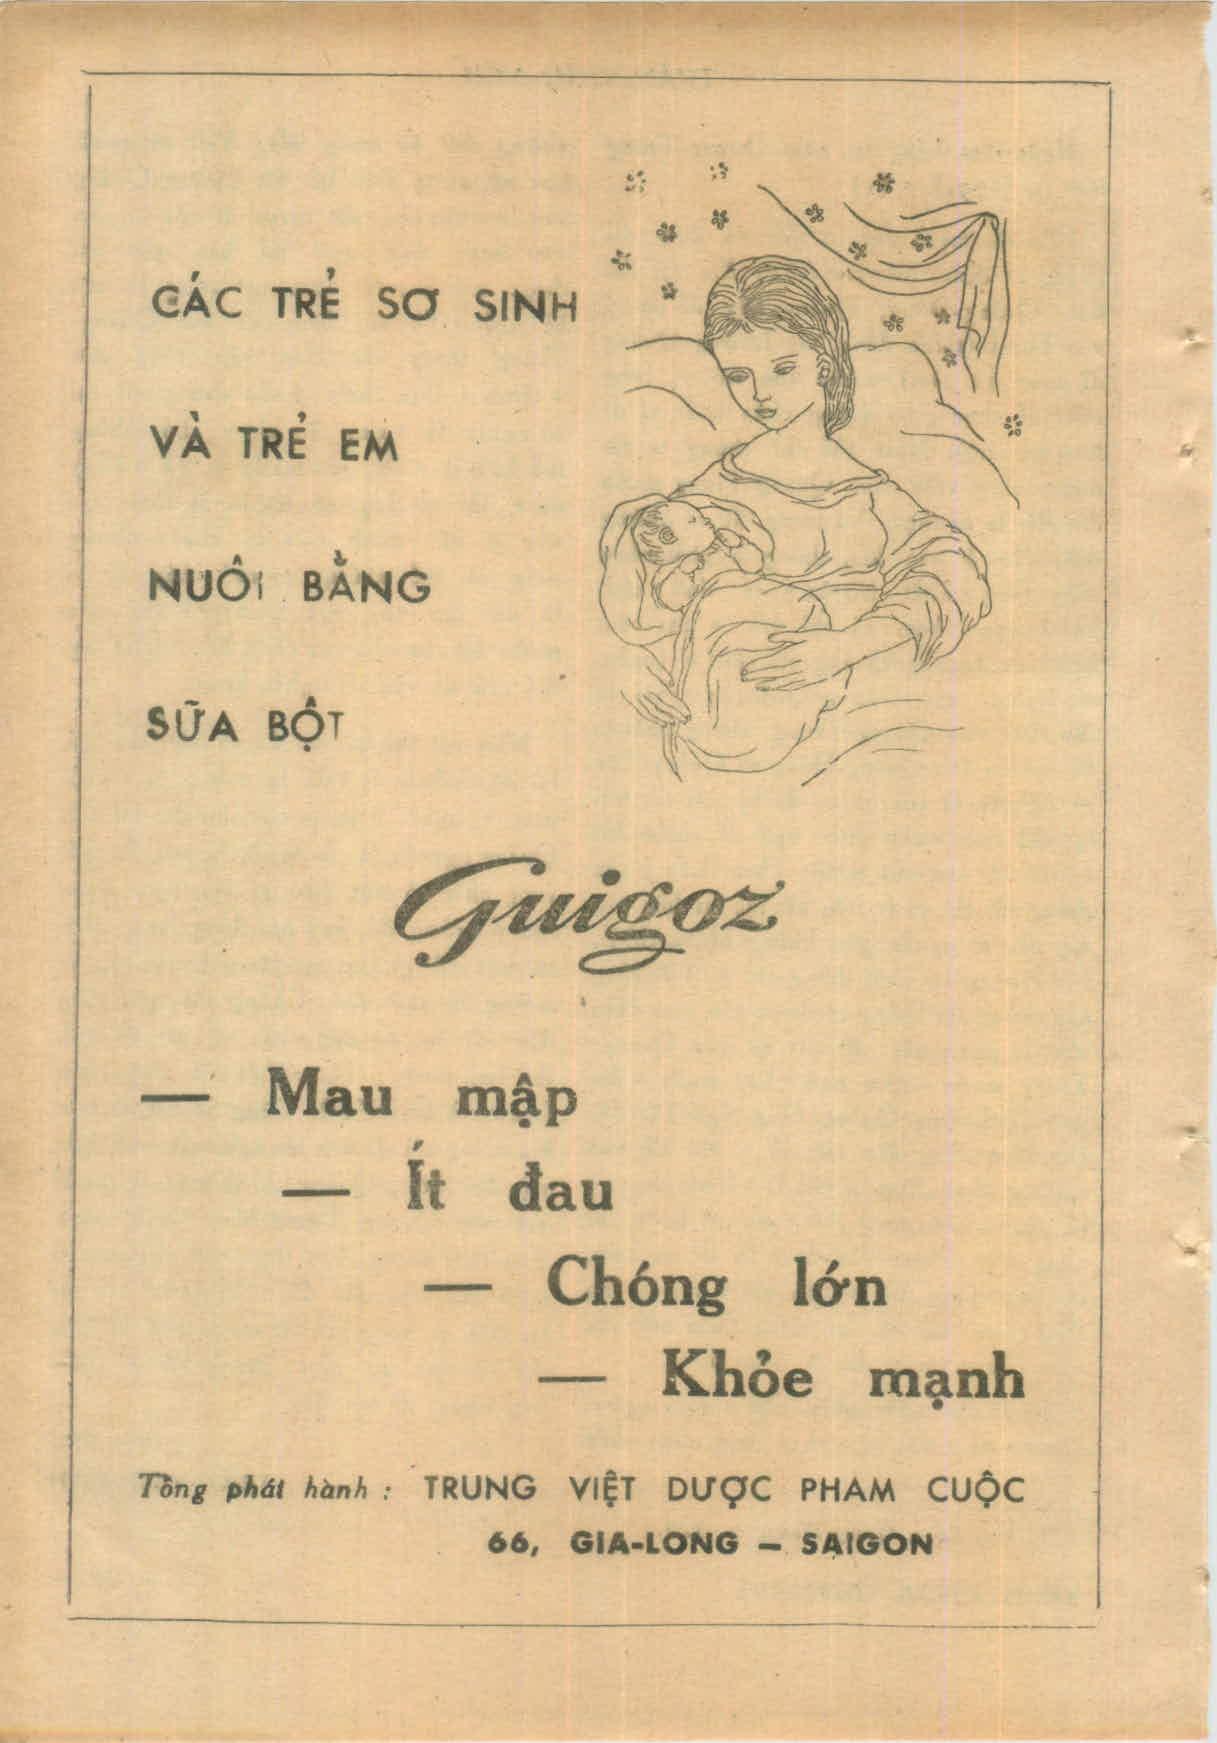 CÁC TRẺ SƠ SINH
VÀ TRẺ EM
NUÔI BẰNG
SỮA BỘT
Guigoz
— Mau mập
— Ít đau
— Chóng lớn
— Khỏe mạnh
Tổng phát hành : TRUNG VIỆT DƯỢC PHAM CUỘC
66, GIA-LONG — SAIGON